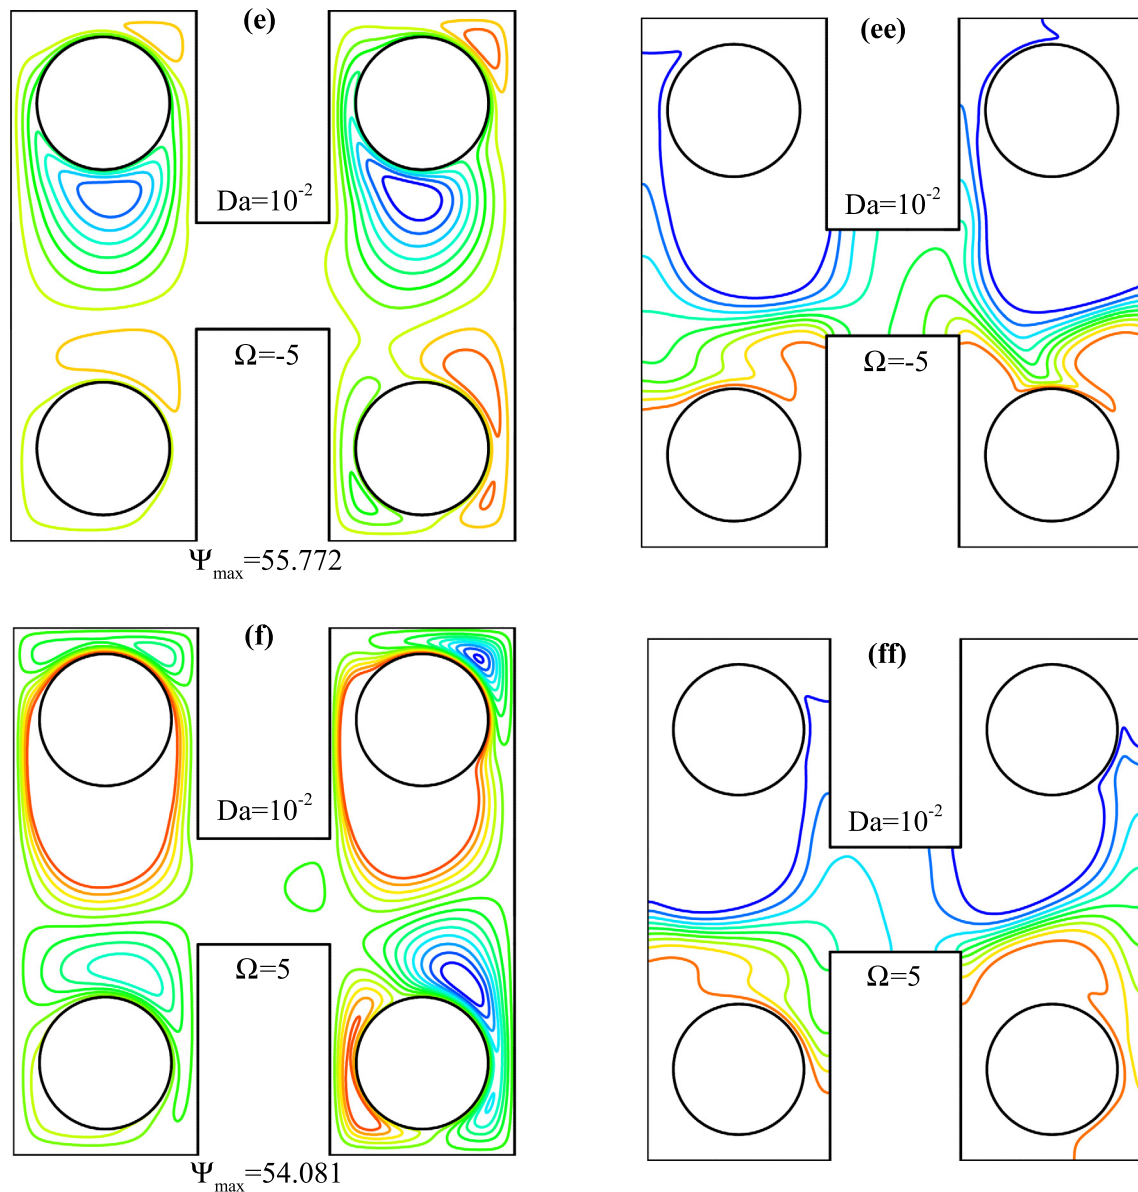 (e)
(ee)
Da=10⁻²
Da=10⁻²
Ω=-5
Ω=-5
Ψmax=55.772
(f)
(ff)
Da=10⁻²
Da=10⁻²
Ω=5
Ω=5
Ψmax=54.081